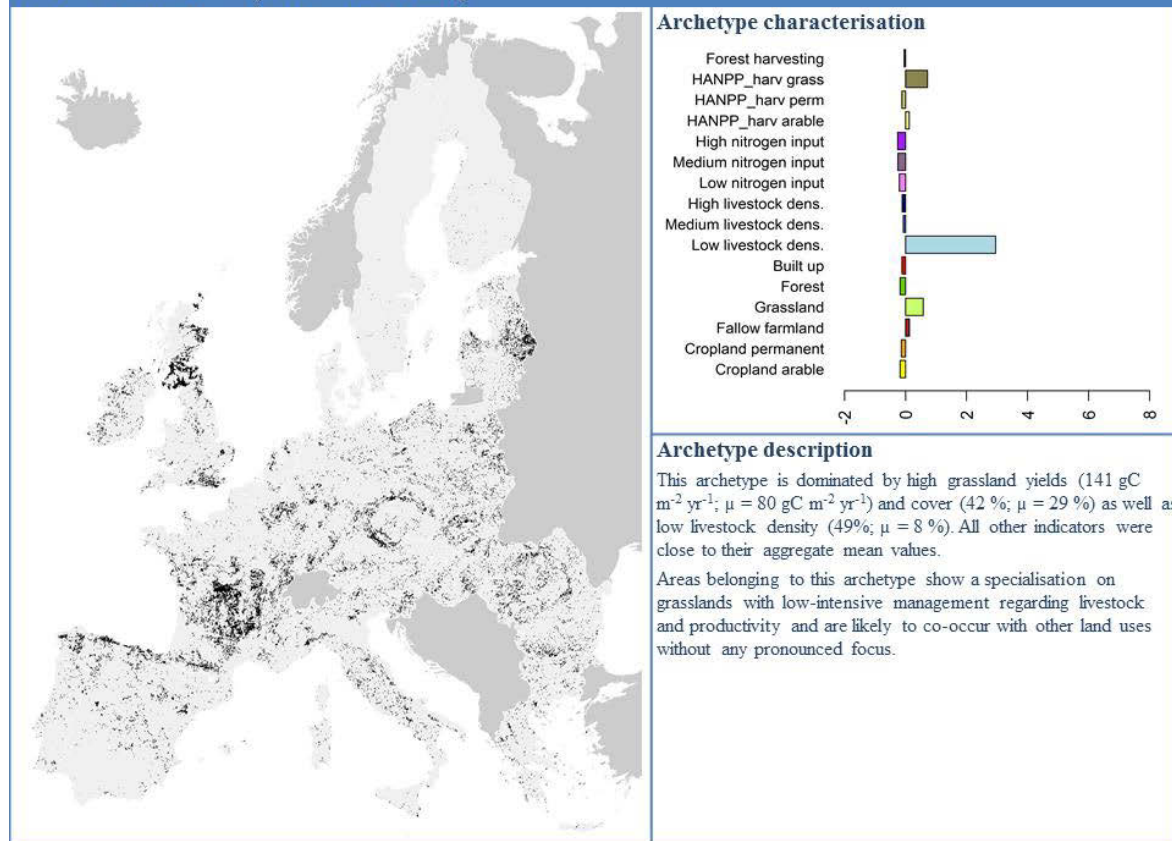 Archetype characterisation
Forest harvesting
HANPP_harv grass
HANPP_harv perm
HANPP_harv arable
High nitrogen input
Medium nitrogen input
Low nitrogen input
High livestock dens.
Medium livestock dens.
Low livestock dens.
Built up
Forest
Grassland
Fallow farmland
Cropland permanent
Cropland arable
-2 0 2 4 6 8
Archetype description
This archetype is dominated by high grassland yields (141 gC
m-2 yr-1; μ = 80 gC m-2 yr-1) and cover (42 %; μ = 29 %) as well as
low livestock density (49%; μ = 8 %). All other indicators were
close to their aggregate mean values.
Areas belonging to this archetype show a specialisation on
grasslands with low-intensive management regarding livestock
and productivity and are likely to co-occur with other land uses
without any pronounced focus.